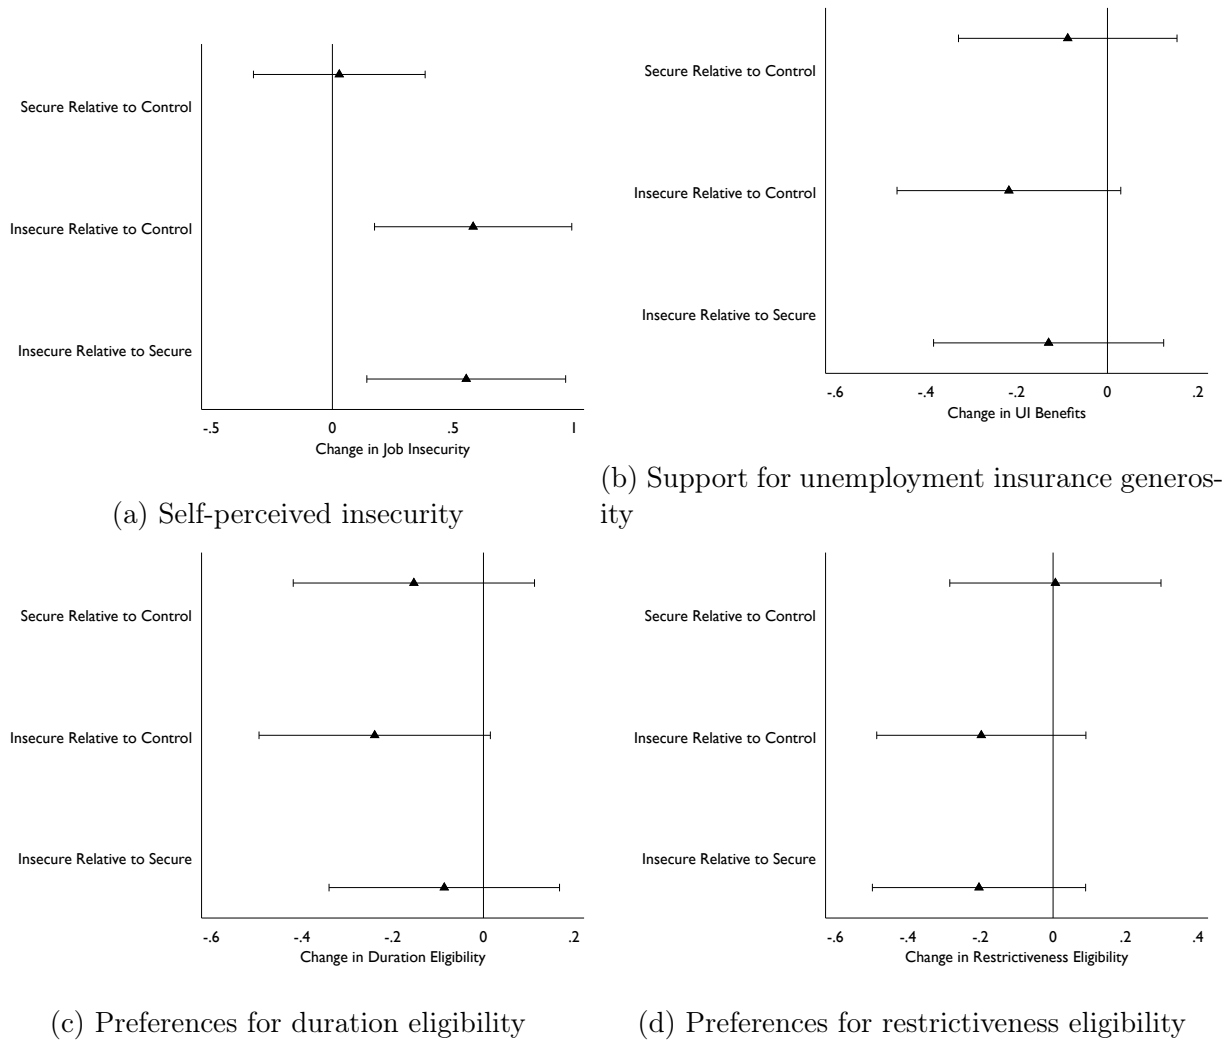 Secure Relative to Control
Insecure Relative to Control
Insecure Relative to Secure
-.5 0 .5 1
Change in Job Insecurity
(a) Self-perceived insecurity
Secure Relative to Control
Insecure Relative to Control
Insecure Relative to Secure
-.6 -.4 -.2 0 .2
Change in UI Benefits
(b) Support for unemployment insurance generos-
ity
Secure Relative to Control
Insecure Relative to Control
Insecure Relative to Secure
-.6 -.4 -.2 0 .2
Change in Duration Eligibility
(c) Preferences for duration eligibility
Secure Relative to Control
Insecure Relative to Control
Insecure Relative to Secure
-.6 -.4 -.2 0 .2 .4
Change in Restrictiveness Eligibility
(d) Preferences for restrictiveness eligibility